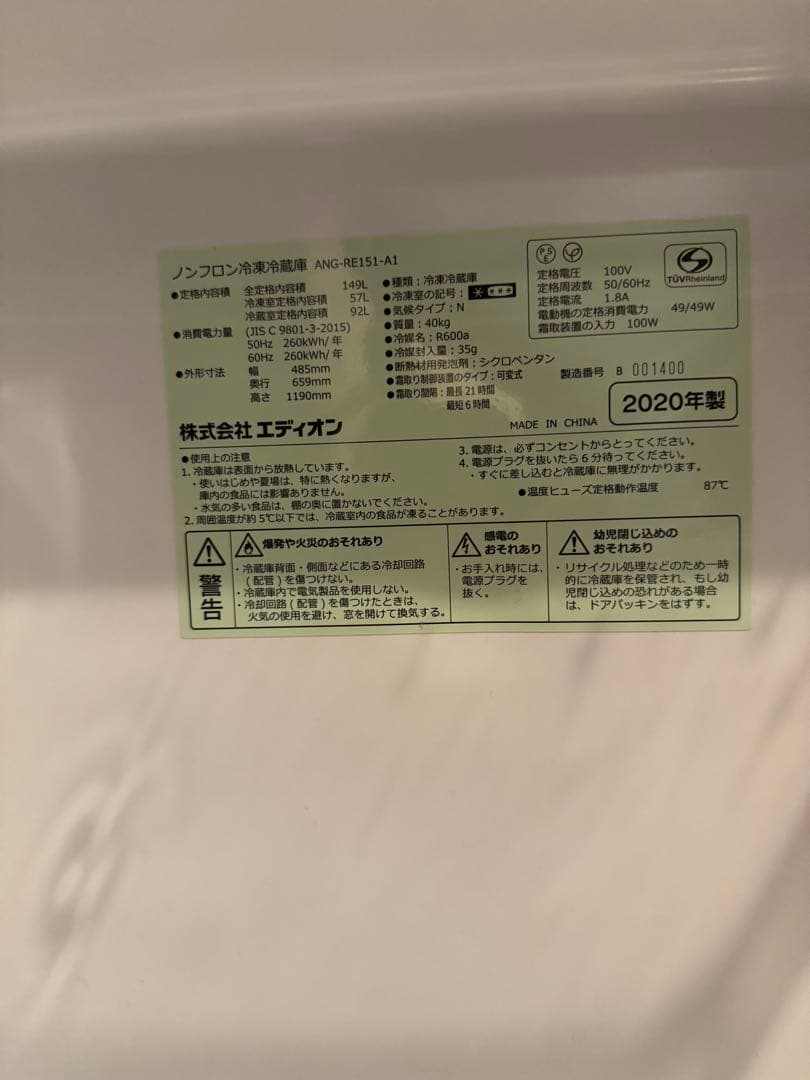 ノンフロン冷凍冷蔵庫 ANG-RE151-A1
●定格内容積 全定格内容積 149L
冷凍室定格内容積 57L
冷蔵室定格内容積 92L
●消費電力量 (JIS C 9801-3-2015)
50Hz 260kWh/年
60Hz 260kWh/年
●外形寸法 幅 485mm
奥行 659mm
高さ 1190mm
●種類：冷凍冷蔵庫
●冷凍室の記号：
●気候タイプ：N
●質量：40kg
●冷媒名：R600a
●冷媒封入量：35g
●断熱材用発泡剤：シクロペンタン
●霜取り制御装置のタイプ：可変式
●霜取り間隔：最長21時間
最短6時間
PSE
定格電圧 100V
定格周波数 50/60Hz
定格電流 1.8A
電動機の定格消費電力 49/49W
霜取装置の入力 100W
TÜVRheinland
製造番号 B 001400
株式会社エディオン
MADE IN CHINA
2020年製
●使用上の注意
1. 冷蔵庫は表面から放熱しています。
・使いはじめや夏場は、特に熱くなりますが、
庫内の食品には影響ありません。
・水気の多い食品は、棚の奥に置かないでください。
2. 周囲温度が約5℃以下では、冷蔵室内の食品が凍ることがあります。
3. 電源は、必ずコンセントからとってください。
4. 電源プラグを抜いたら6分待ってください。
・すぐに差し込むと冷蔵庫に無理がかかります。
●温度ヒューズ定格動作温度 87℃
警告
爆発や火災のおそれあり
・冷蔵庫背面・側面などにある冷却回路
(配管)を傷つけない。
・冷蔵庫内で電気製品を使用しない。
・冷却回路(配管)を傷つけたときは、
火気の使用を避け、窓を開けて換気する。
感電の
おそれあり
・お手入れ時には、
電源プラグを
抜く。
幼児閉じ込めの
おそれあり
・リサイクル処理などのため一時
的に冷蔵庫を保管され、もし幼
児閉じ込めの恐れがある場合
は、ドアパッキンをはずす。